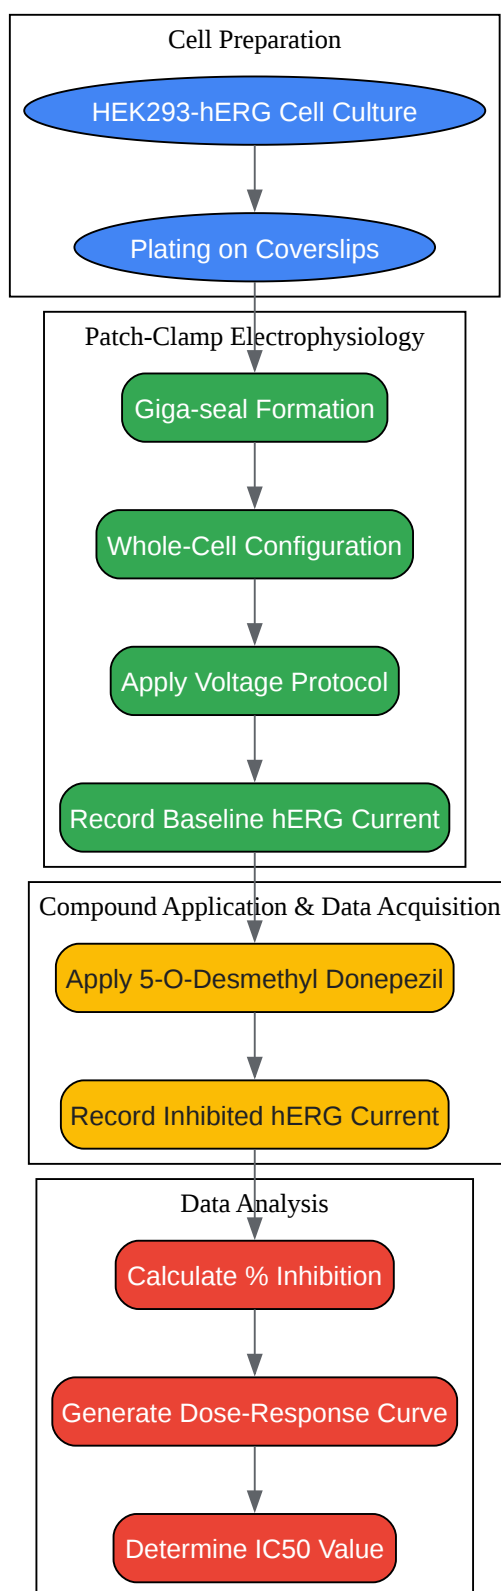 Cell Preparation
HEK293-hERG Cell Culture
Plating on Coverslips
Patch-Clamp Electrophysiology
Giga-seal Formation
Whole-Cell Configuration
Apply Voltage Protocol
Record Baseline hERG Current
Compound Application & Data Acquisition
Apply 5-O-Desmethyl Donepezil
Record Inhibited hERG Current
Data Analysis
Calculate % Inhibition
Generate Dose-Response Curve
Determine IC50 Value